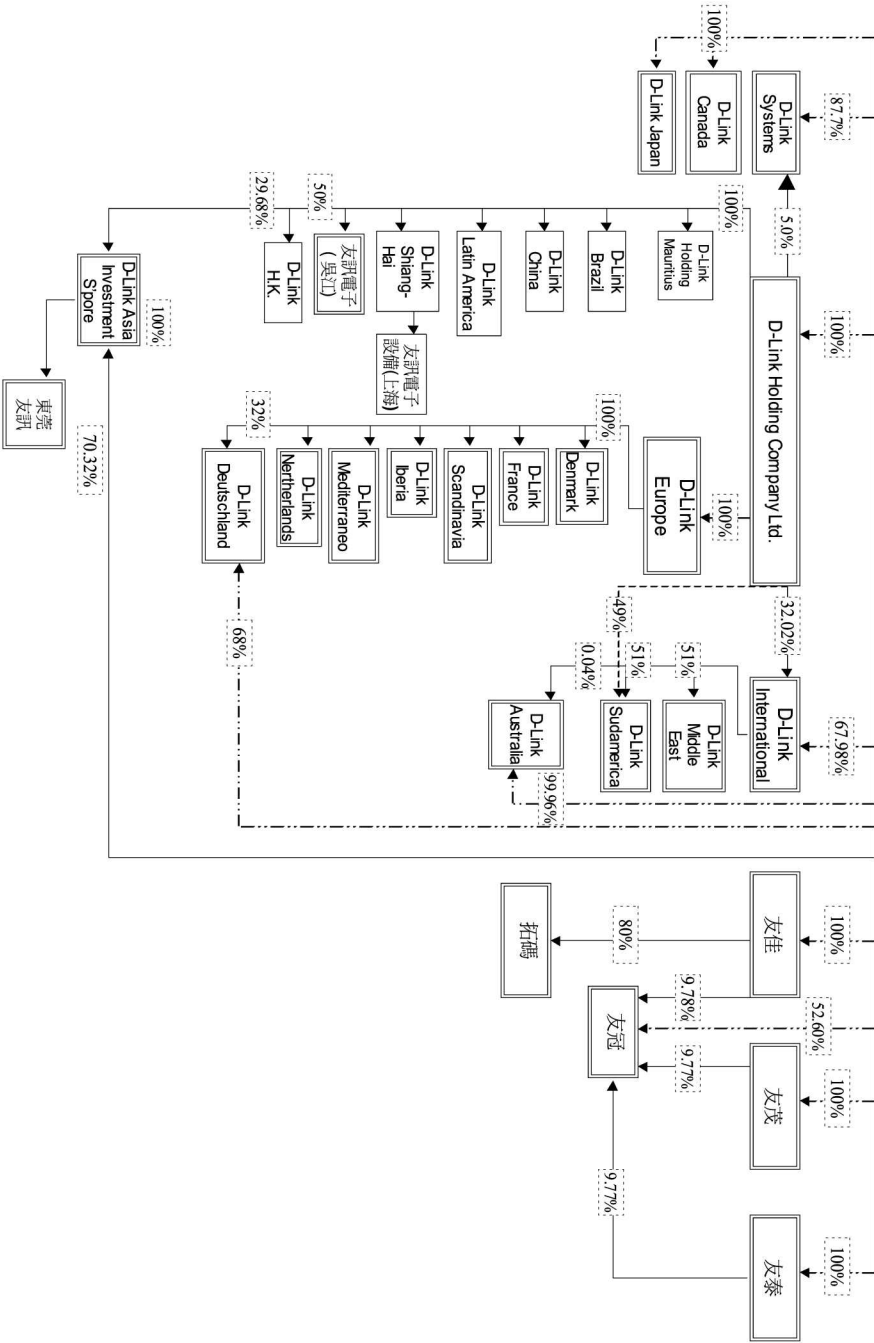 100%
87.7%
100%
67.98%
100%
52.60%
100%
100%
D-Link
Systems
D-Link
Canada
D-Link Japan
5.0%
D-Link Holding Company Ltd.
32.02%
D-Link
International
友佳
友茂
友泰
100%
D-Link
Holding
Mauritius
D-Link
Brazil
D-Link
China
D-Link
Latin America
D-Link
Shiang-
Hai
友訊電子
設備(上海)
50%
友訊電子
( 吳江)
D-Link
H.K.
29.68%
D-Link Asia
Investment
S'pore
100%
東莞
友訊
70.32%
100%
D-Link
Europe
100%
D-Link
Denmark
D-Link
France
D-Link
Scandinavia
D-Link
Iberia
D-Link
Mediterraneo
D-Link
Nertherlands
32%
D-Link
Deutschland
68%
49%
51%
D-Link
Middle
East
51%
D-Link
Sudamerica
0.04%
D-Link
Australia
99.96%
80%
拓碼
9.78%
9.77%
友冠
9.77%